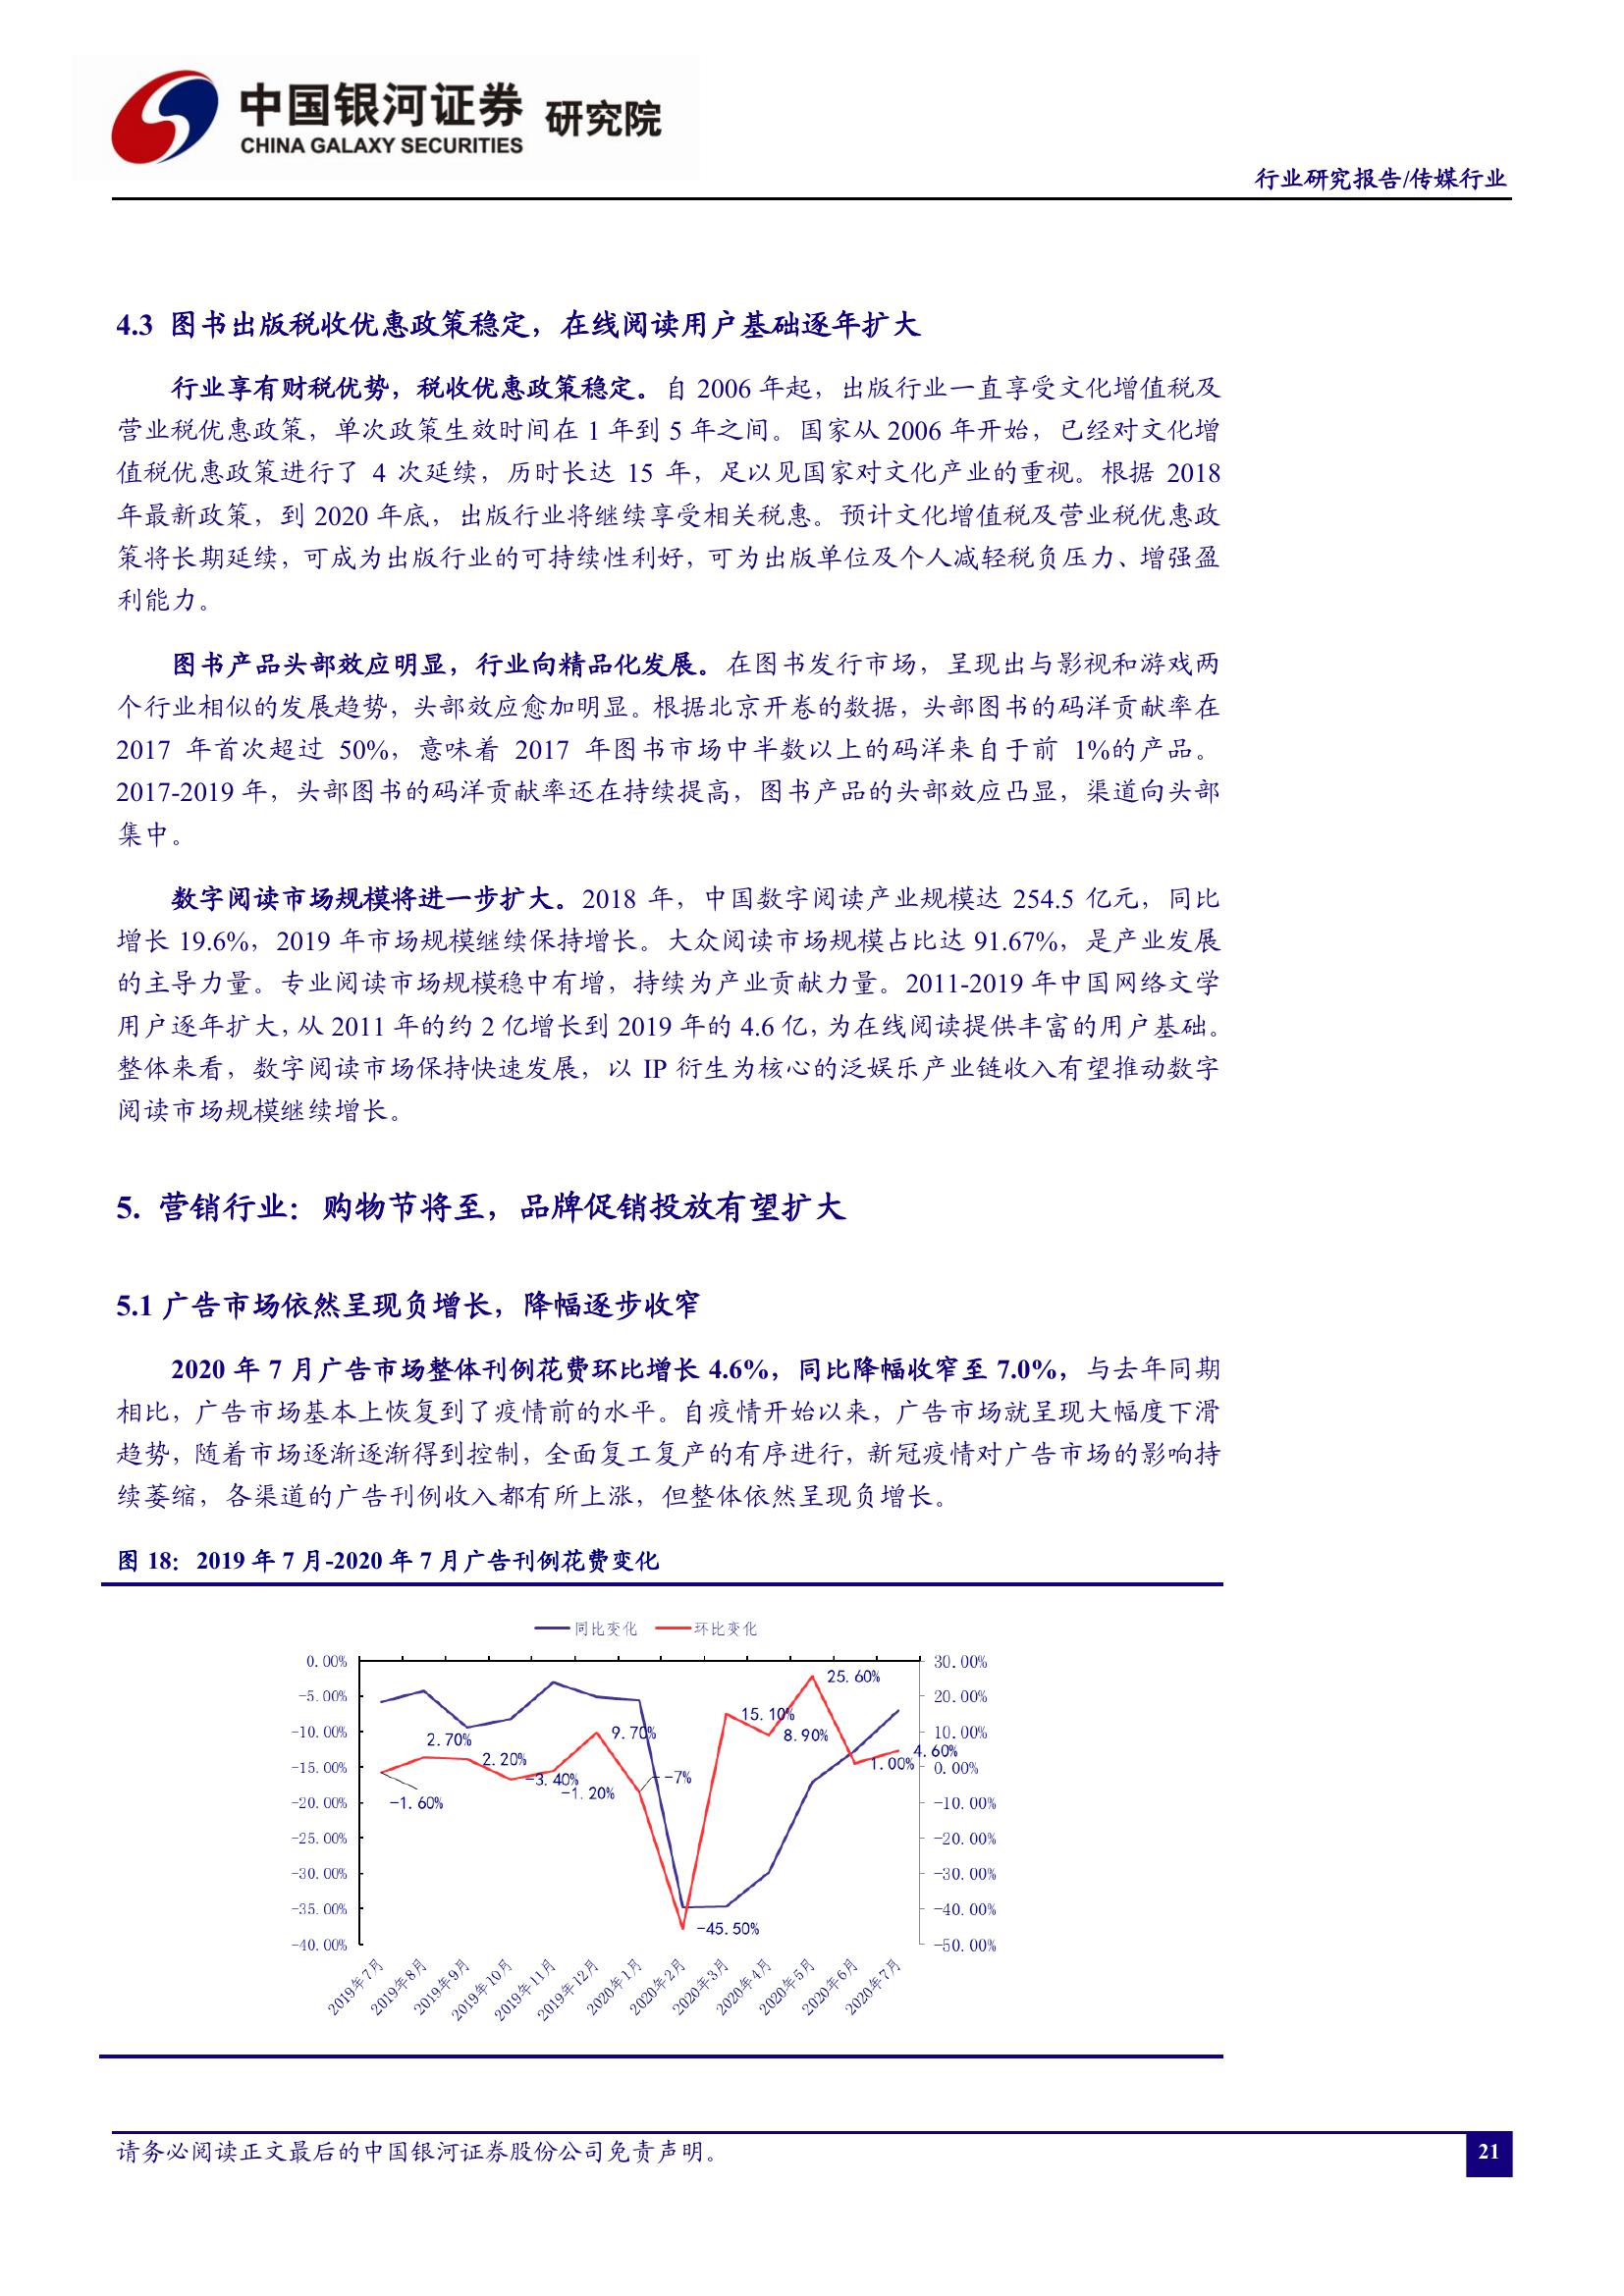 中国银河证券 研究院
CHINA GALAXY SECURITIES
行业研究报告/传媒行业
4.3 图书出版税收优惠政策稳定，在线阅读用户基础逐年扩大
行业享有财税优势，税收优惠政策稳定。自 2006 年起，出版行业一直享受文化增值税及
营业税优惠政策，单次政策生效时间在 1 年到 5 年之间。国家从 2006 年开始，已经对文化增
值税优惠政策进行了 4 次延续，历时长达 15 年，足以见国家对文化产业的重视。根据 2018
年最新政策，到 2020 年底，出版行业将继续享受相关税惠。预计文化增值税及营业税优惠政
策将长期延续，可成为出版行业的可持续性利好，可为出版单位及个人减轻税负压力、增强盈
利能力。
图书产品头部效应明显，行业向精品化发展。在图书发行市场，呈现出与影视和游戏两
个行业相似的发展趋势，头部效应愈加明显。根据北京开卷的数据，头部图书的码洋贡献率在
2017 年首次超过 50%，意味着 2017 年图书市场中半数以上的码洋来自于前 1%的产品。
2017-2019 年，头部图书的码洋贡献率还在持续提高，图书产品的头部效应凸显，渠道向头部
集中。
数字阅读市场规模将进一步扩大。2018 年，中国数字阅读产业规模达 254.5 亿元，同比
增长 19.6%，2019 年市场规模继续保持增长。大众阅读市场规模占比达 91.67%，是产业发展
的主导力量。专业阅读市场规模稳中有增，持续为产业贡献力量。2011-2019 年中国网络文学
用户逐年扩大，从 2011 年的约 2 亿增长到 2019 年的 4.6 亿，为在线阅读提供丰富的用户基础。
整体来看，数字阅读市场保持快速发展，以 IP 衍生为核心的泛娱乐产业链收入有望推动数字
阅读市场规模继续增长。
5. 营销行业：购物节将至，品牌促销投放有望扩大
5.1 广告市场依然呈现负增长，降幅逐步收窄
2020 年 7 月广告市场整体刊例花费环比增长 4.6%，同比降幅收窄至 7.0%，与去年同期
相比，广告市场基本上恢复到了疫情前的水平。自疫情开始以来，广告市场就呈现大幅度下滑
趋势，随着市场逐渐逐渐得到控制，全面复工复产的有序进行，新冠疫情对广告市场的影响持
续萎缩，各渠道的广告刊例收入都有所上涨，但整体依然呈现负增长。
图 18：2019 年 7 月-2020 年 7 月广告刊例花费变化
同比变化 环比变化
0.00%
-5.00%
-10.00%
-15.00%
-20.00%
-25.00%
-30.00%
-35.00%
-40.00%
-1.60%
2.70%
2.20%
-3.40%
-1.20%
9.70%
-7%
-45.50%
15.10%
8.90%
25.60%
1.00%
4.60%
30.00%
20.00%
10.00%
0.00%
-10.00%
-20.00%
-30.00%
-40.00%
-50.00%
2019年7月
2019年8月
2019年9月
2019年10月
2019年11月
2019年12月
2020年1月
2020年2月
2020年3月
2020年4月
2020年5月
2020年6月
2020年7月
请务必阅读正文最后的中国银河证券股份公司免责声明。
21